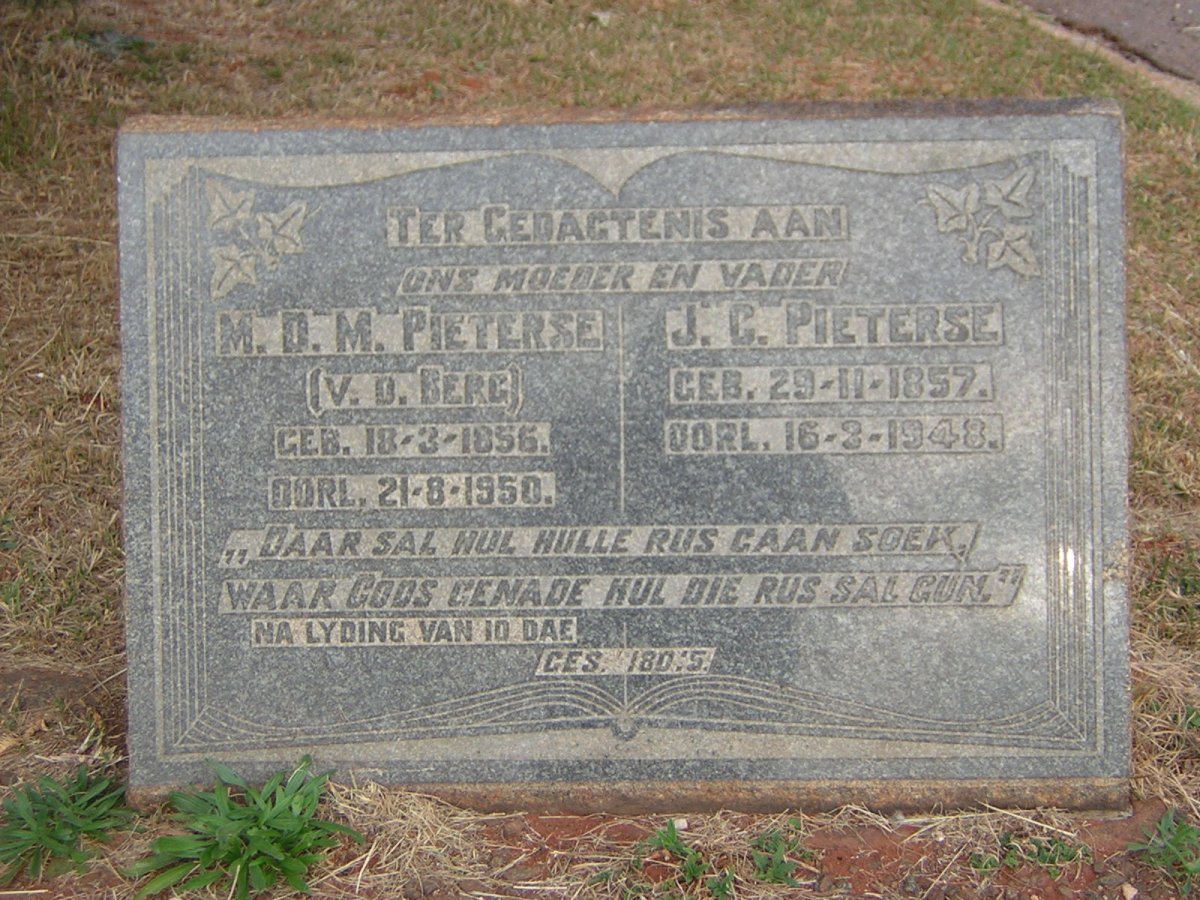 TER GEDAGTENIS AAN
ONS MOEDER EN VADER
M. D. M. PIETERSE
(V. D. BERG)
GEB. 18-3-1856.
OORL. 21-8-1950.
J. C. PIETERSE
GEB. 29-11-1857.
OORL. 16-3-1948.
„DAAR SAL HUL HULLE RUS GAAN SOEK,
WAAR GODS GENADE HUL DIE RUS SAL GUN."
NA LYDING VAN 10 DAE
GES. 180:5.